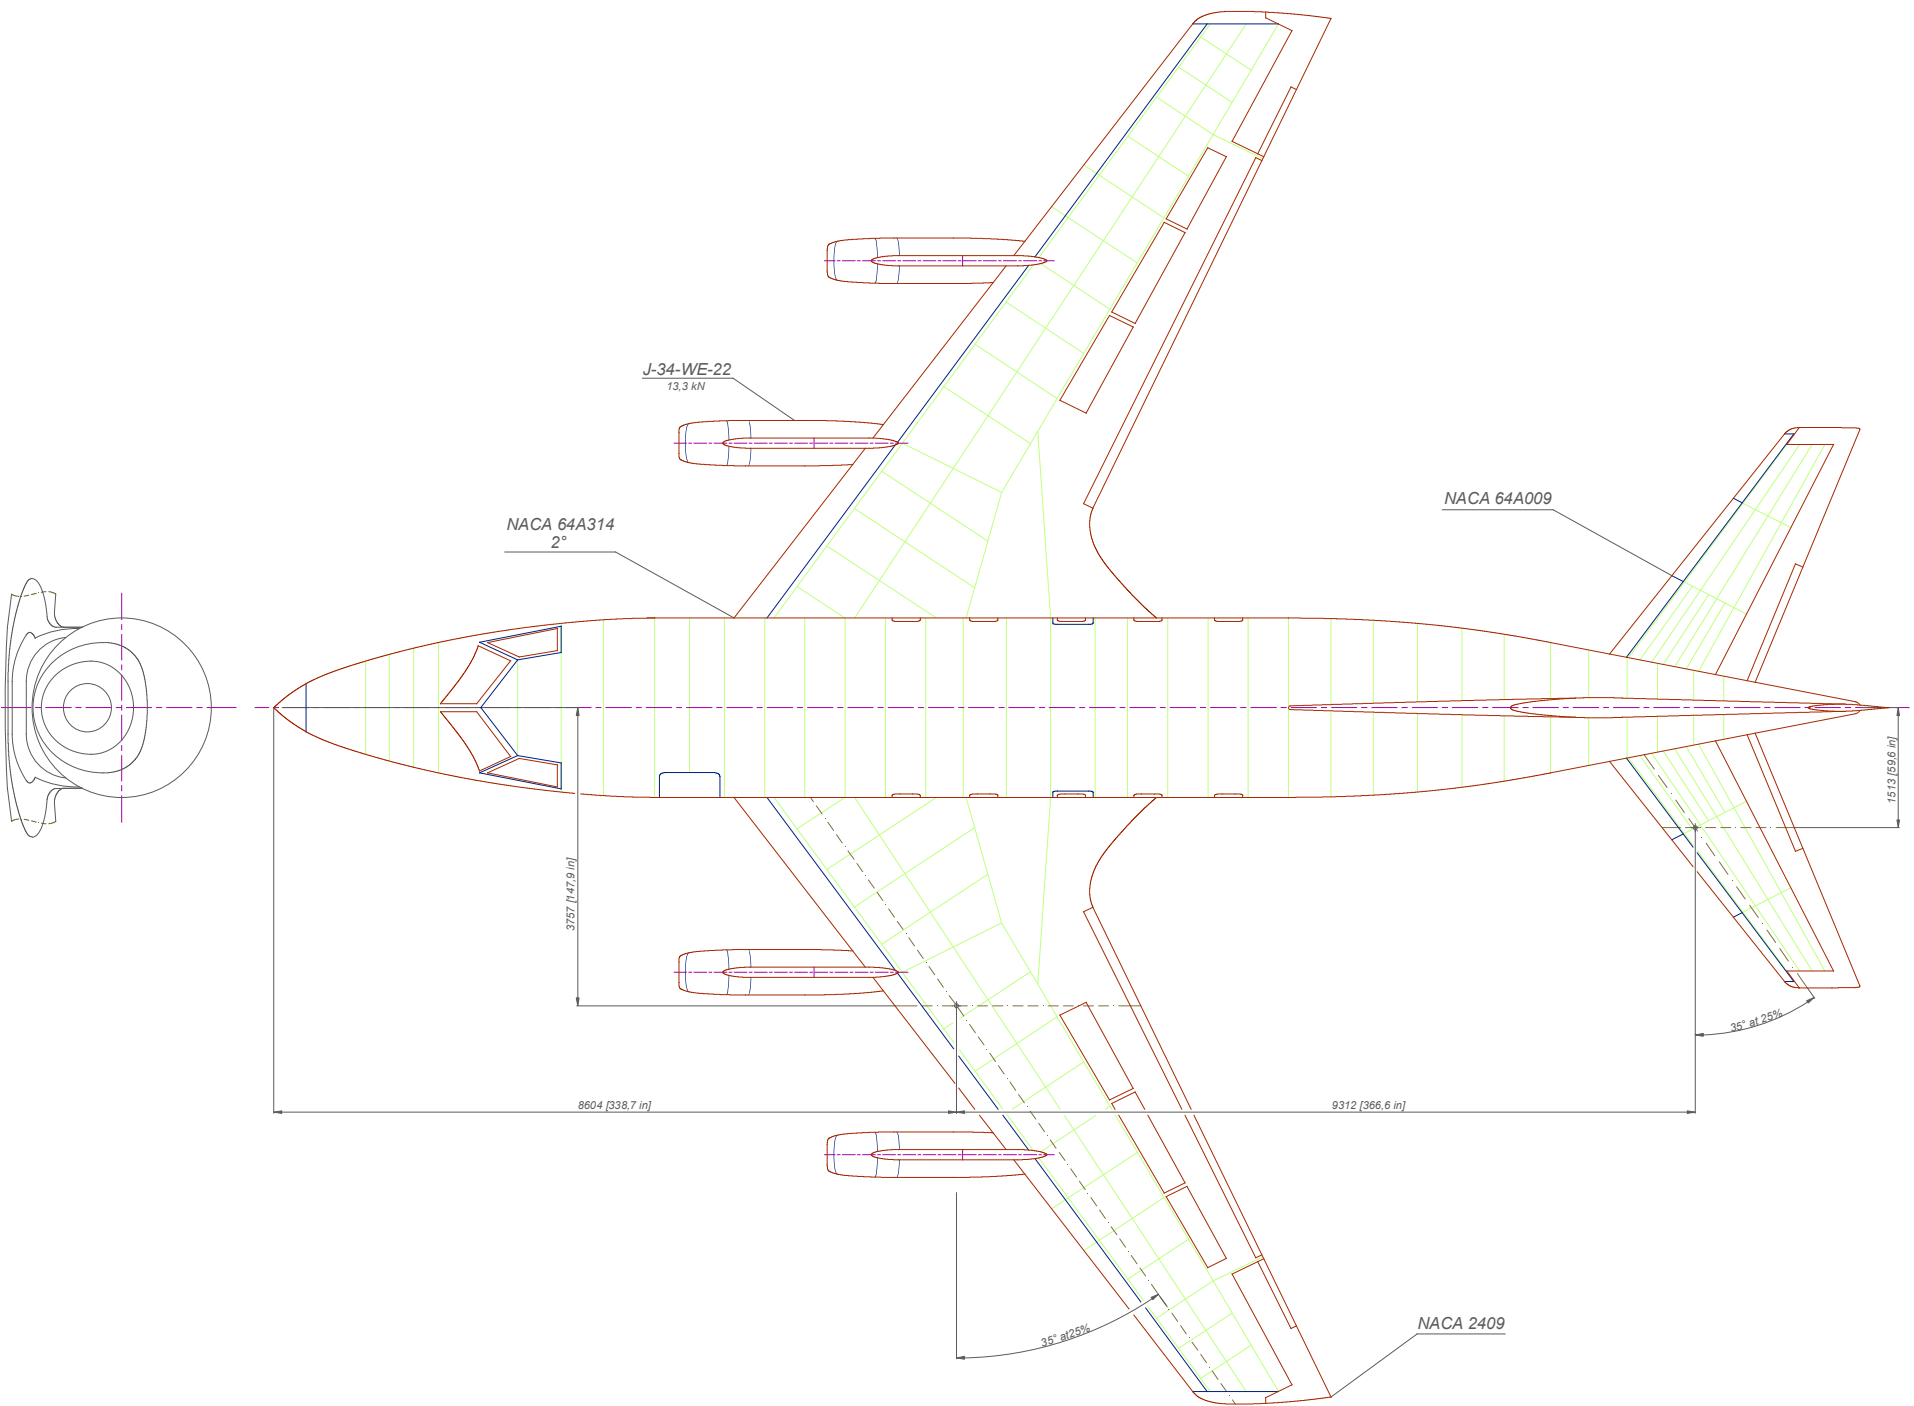 J-34-WE-22
13,3 kN
NACA 64A009
NACA 64A314
2°
1513 [59,6 in]
3757 [147,9 in]
35° at 25%
8604 [338,7 in]
9312 [366,6 in]
35° at25%
NACA 2409